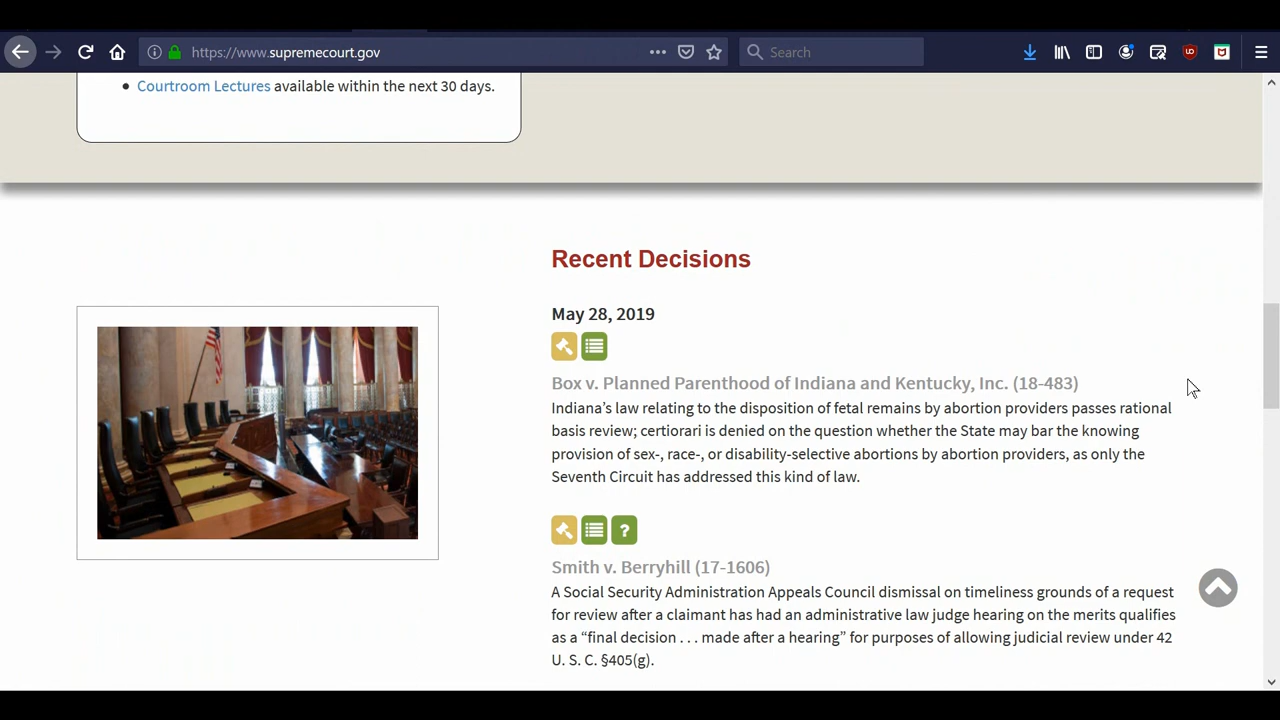 https://www.supremecourt.gov
Search
Courtroom Lectures available within the next 30 days.
Recent Decisions
May 28, 2019
Box v. Planned Parenthood of Indiana and Kentucky, Inc. (18-483)
Indiana’s law relating to the disposition of fetal remains by abortion providers passes rational
basis review; certiorari is denied on the question whether the State may bar the knowing
provision of sex-, race-, or disability-selective abortions by abortion providers, as only the
Seventh Circuit has addressed this kind of law.
?
Smith v. Berryhill (17-1606)
A Social Security Administration Appeals Council dismissal on timeliness grounds of a request
for review after a claimant has had an administrative law judge hearing on the merits qualifies
as a “final decision . . . made after a hearing” for purposes of allowing judicial review under 42
U. S. C. §405(g).